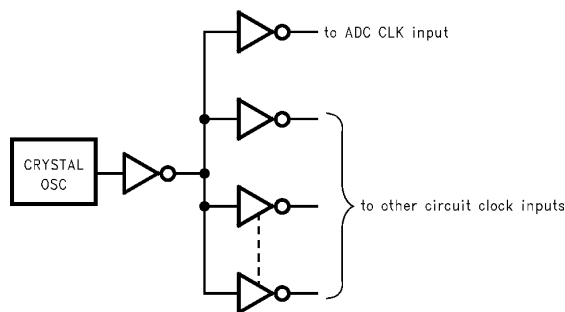 to ADC CLK input
CRYSTAL
OSC
to other circuit clock inputs